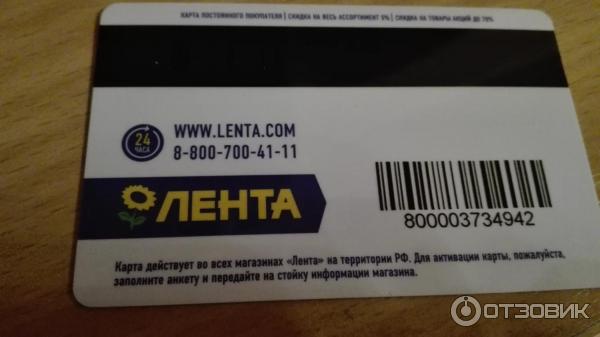 КАРТА ПОСТОЯННОГО ПОКУПАТЕЛЯ | СКИДКА НА ВЕСЬ АССОРТИМЕНТ 5% | СКИДКА НА ТОВАРЫ АКЦИЙ ДО 70%
24
ЧАСА
WWW.LENTA.COM
8-800-700-41-11
ЛЕНТА
800003734942
Карта действует во всех магазинах «Лента» на территории РФ. Для активации карты, пожалуйста,
заполните анкету и передайте на стойку информации магазина.
ОТЗОВИК